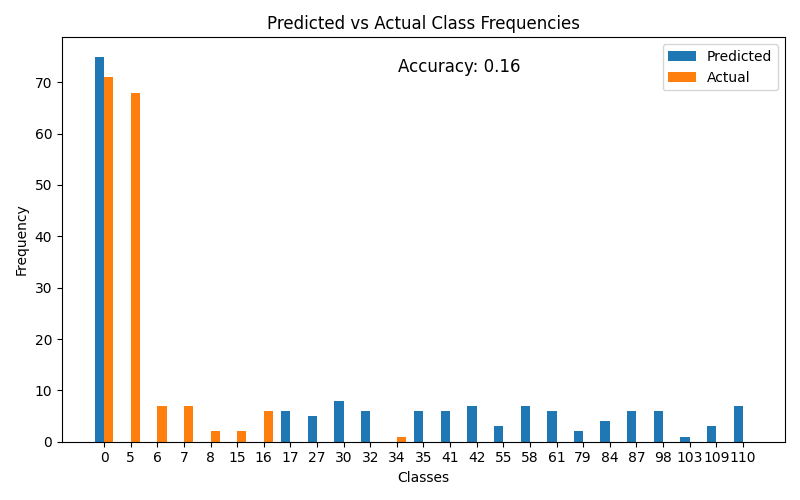 Predicted vs Actual Class Frequencies
Accuracy: 0.16
Predicted
Actual
Frequency
70
60
50
40
30
20
10
0
0 5 6 7 8 15 16 17 27 30 32 34 35 41 42 55 58 61 79 84 87 98 103 109 110
Classes